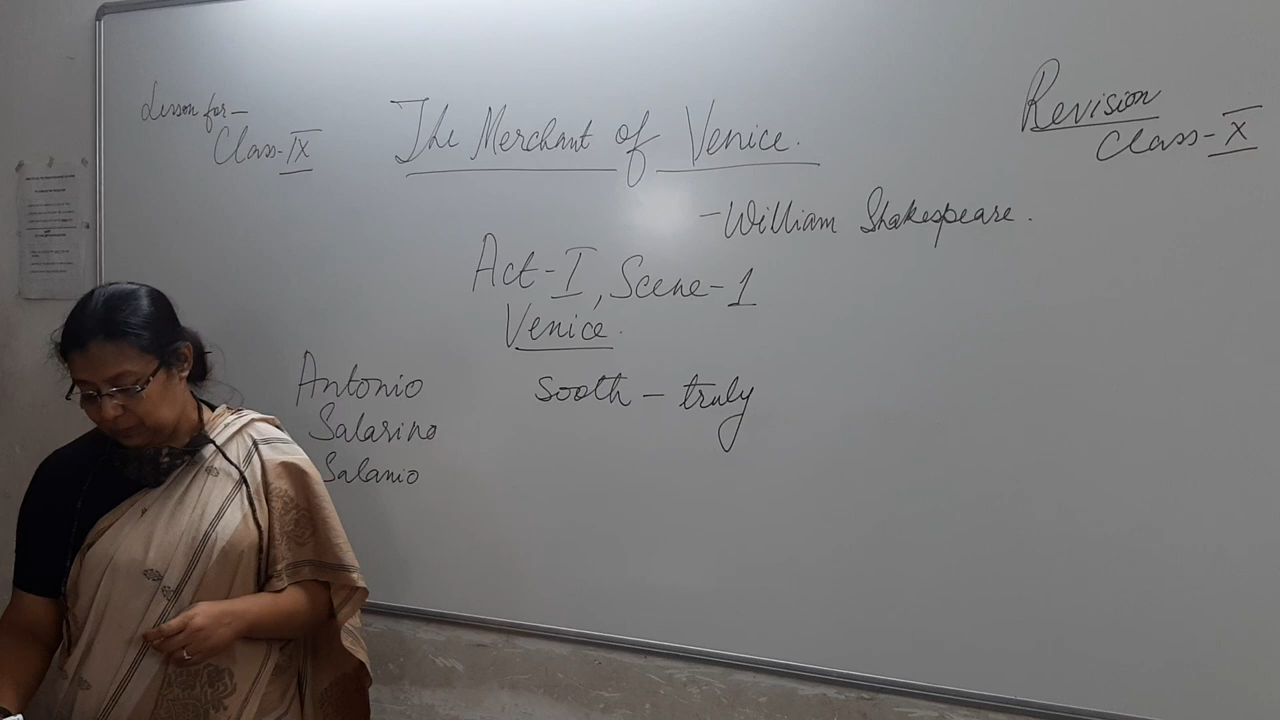 Lesson for-
Class-IX
The Merchant of Venice.
Revision
Class-X
-William Shakespeare.
Act-I, Scene-1
Venice.
Antonio
Salarino
Salanio
Sooth - truly